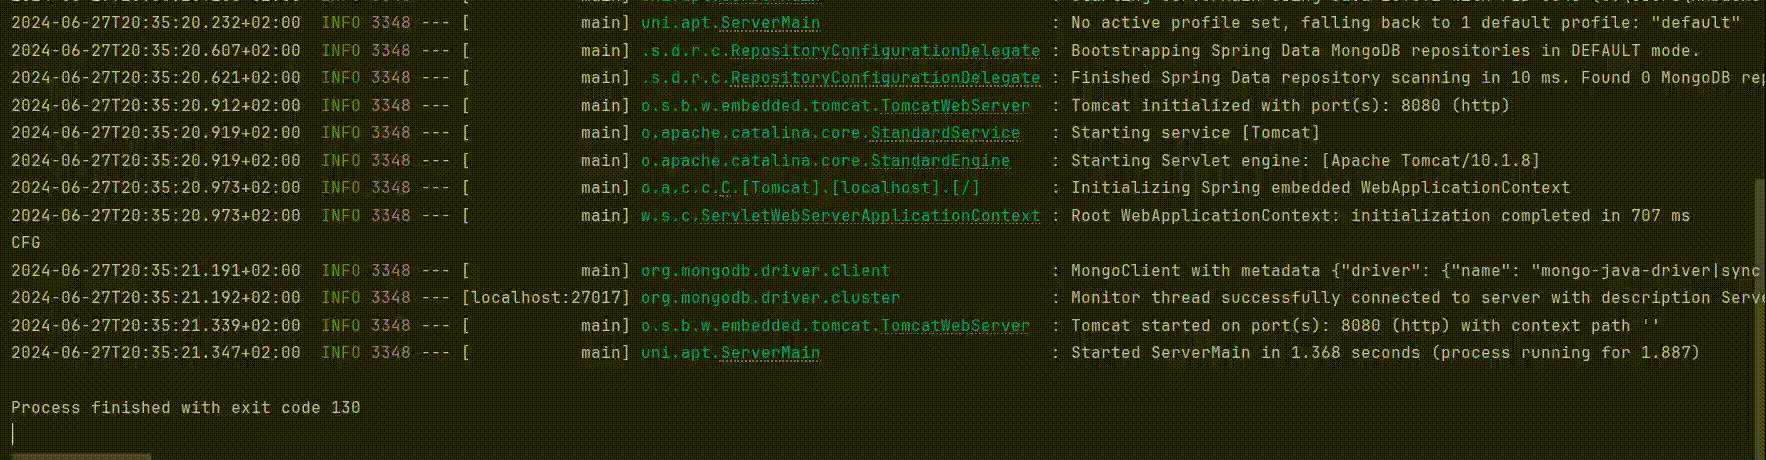 2024-06-27T20:35:20.232+02:00  INFO 3348 --- [           main] uni.apt.ServerMain                       : No active profile set, falling back to 1 default profile: "default"
2024-06-27T20:35:20.607+02:00  INFO 3348 --- [           main] .s.d.r.c.RepositoryConfigurationDelegate : Bootstrapping Spring Data MongoDB repositories in DEFAULT mode.
2024-06-27T20:35:20.621+02:00  INFO 3348 --- [           main] .s.d.r.c.RepositoryConfigurationDelegate : Finished Spring Data repository scanning in 10 ms. Found 0 MongoDB rep
2024-06-27T20:35:20.912+02:00  INFO 3348 --- [           main] o.s.b.w.embedded.tomcat.TomcatWebServer  : Tomcat initialized with port(s): 8080 (http)
2024-06-27T20:35:20.919+02:00  INFO 3348 --- [           main] o.apache.catalina.core.StandardService   : Starting service [Tomcat]
2024-06-27T20:35:20.919+02:00  INFO 3348 --- [           main] o.apache.catalina.core.StandardEngine    : Starting Servlet engine: [Apache Tomcat/10.1.8]
2024-06-27T20:35:20.973+02:00  INFO 3348 --- [           main] o.a.c.c.C.[Tomcat].[localhost].[/]       : Initializing Spring embedded WebApplicationContext
2024-06-27T20:35:20.973+02:00  INFO 3348 --- [           main] w.s.c.ServletWebServerApplicationContext : Root WebApplicationContext: initialization completed in 707 ms
CFG
2024-06-27T20:35:21.191+02:00  INFO 3348 --- [           main] org.mongodb.driver.client                : MongoClient with metadata {"driver": {"name": "mongo-java-driver|sync
2024-06-27T20:35:21.192+02:00  INFO 3348 --- [localhost:27017] org.mongodb.driver.cluster               : Monitor thread successfully connected to server with description Serve
2024-06-27T20:35:21.339+02:00  INFO 3348 --- [           main] o.s.b.w.embedded.tomcat.TomcatWebServer  : Tomcat started on port(s): 8080 (http) with context path ''
2024-06-27T20:35:21.347+02:00  INFO 3348 --- [           main] uni.apt.ServerMain                       : Started ServerMain in 1.368 seconds (process running for 1.887)
Process finished with exit code 130